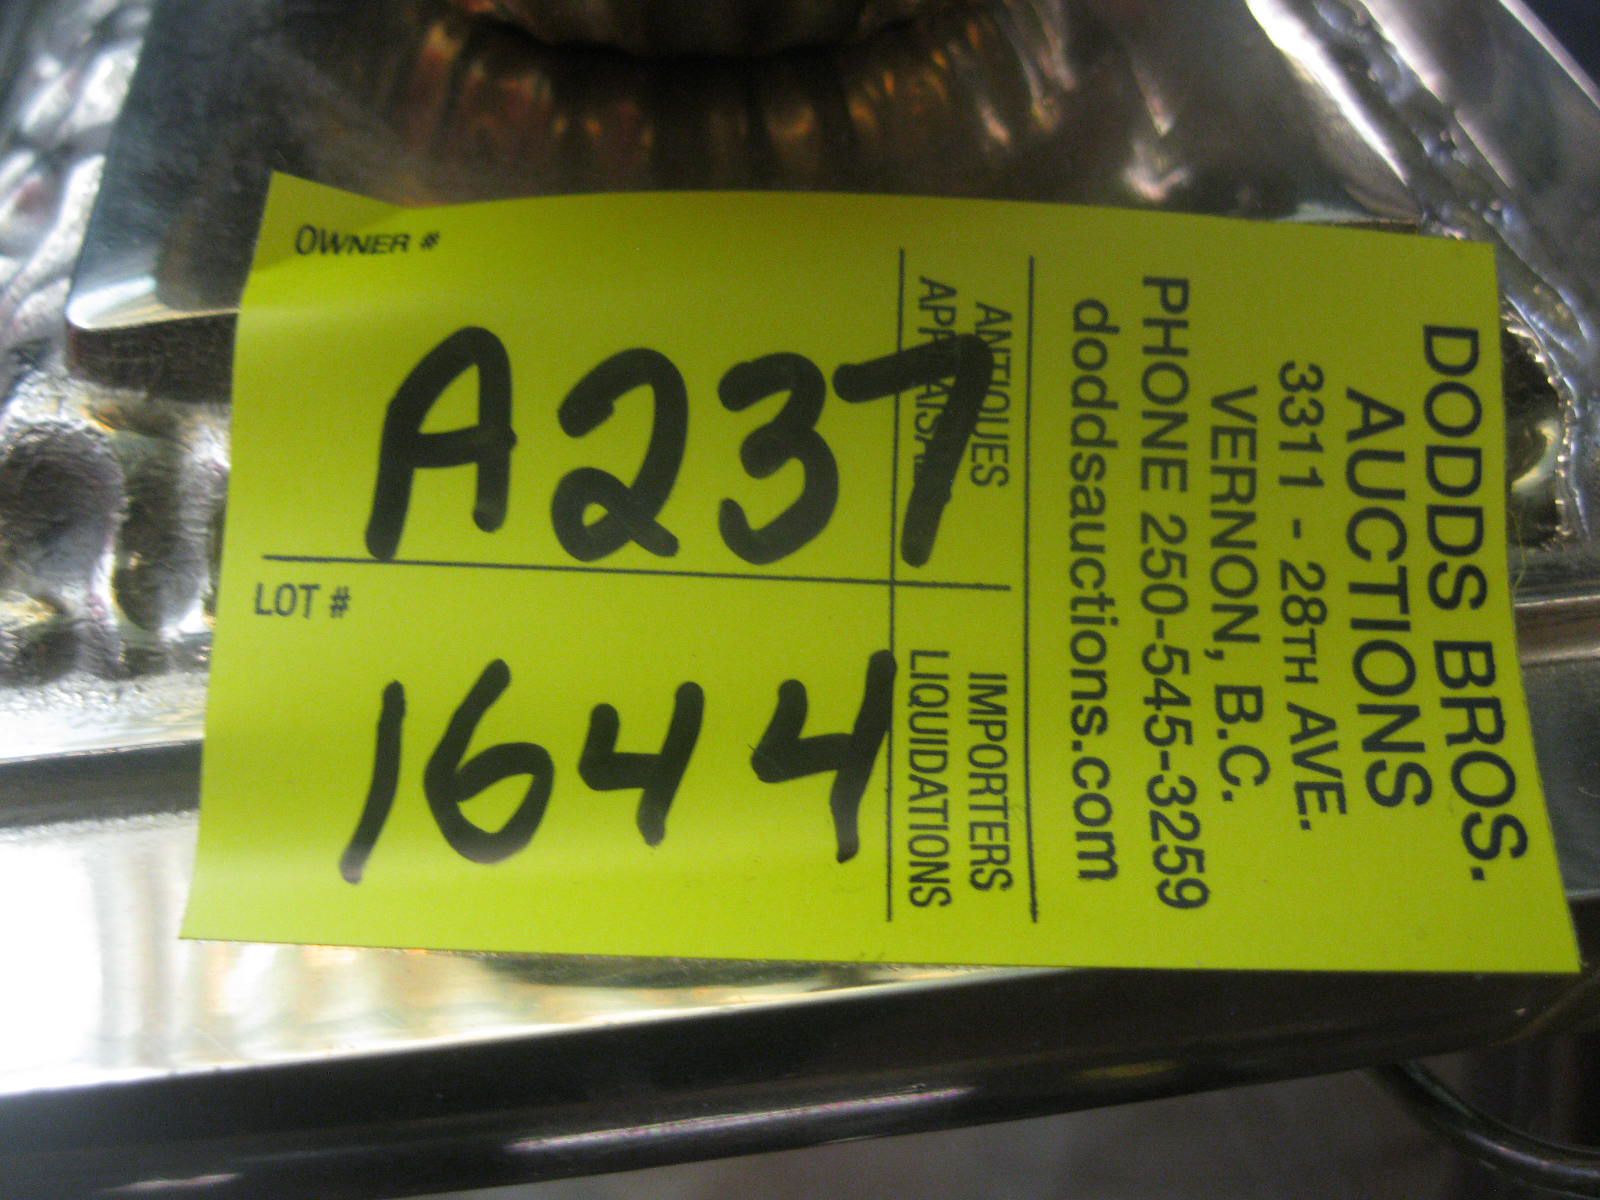 DODDS BROS.
AUCTIONS
3311 - 28TH AVE.
VERNON, B.C.
PHONE 250-545-3259
doddsauctions.com
ANTIQUES
APPRAISALS
IMPORTERS
LIQUIDATIONS
OWNER #
A237
LOT #
1644